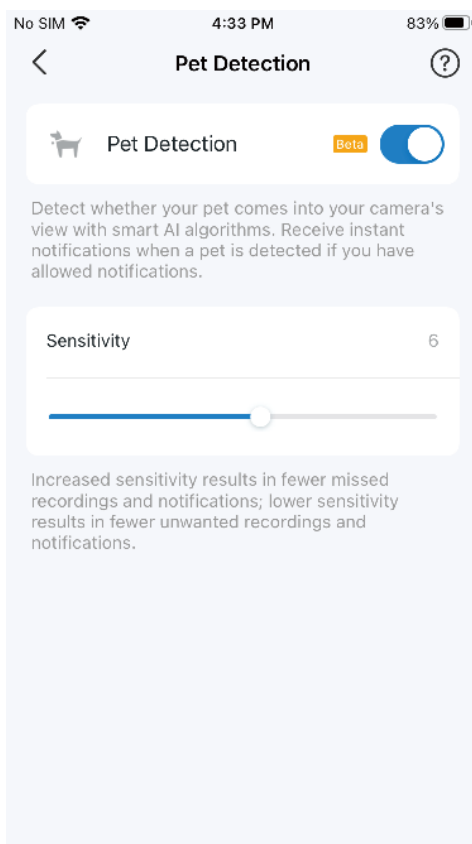 No SIM 4:33 PM 83%
Pet Detection ?
Pet Detection Beta
Detect whether your pet comes into your camera's
view with smart AI algorithms. Receive instant
notifications when a pet is detected if you have
allowed notifications.
Sensitivity 6
Increased sensitivity results in fewer missed
recordings and notifications; lower sensitivity
results in fewer unwanted recordings and
notifications.